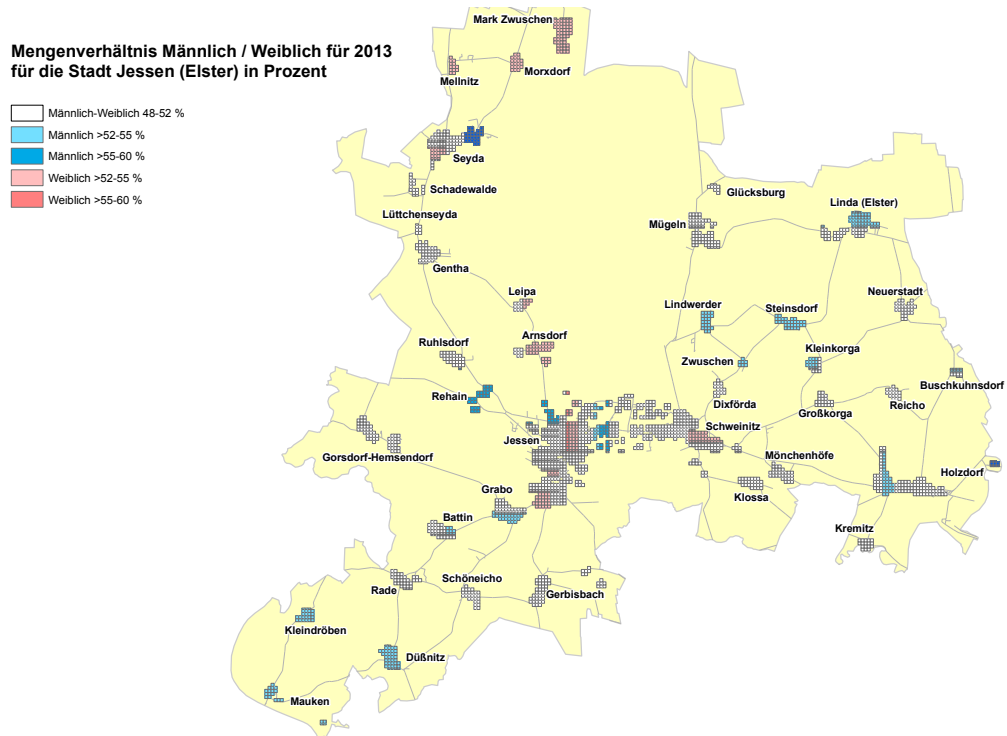 Mengenverhältnis Männlich / Weiblich für 2013
für die Stadt Jessen (Elster) in Prozent
Männlich-Weiblich 48-52 %
Männlich >52-55 %
Männlich >55-60 %
Weiblich >52-55 %
Weiblich >55-60 %
Mark Zwuschen
Mellnitz
Morxdorf
Seyda
Schadewalde
Glücksburg
Linda (Elster)
Lüttchenseyda
Mügeln
Gentha
Leipa
Neuerstadt
Lindwerder
Steinsdorf
Arnsdorf
Ruhlsdorf
Kleinkorga
Zwuschen
Buschkuhnsdorf
Rehain
Dixförda
Großkorga
Reicho
Jessen
Schweinitz
Gorsdorf-Hemsendorf
Mönchenhöfe
Holzdorf
Grabo
Klossa
Battin
Kremitz
Schöneicho
Rade
Gerbisbach
Kleindröben
Düßnitz
Mauken